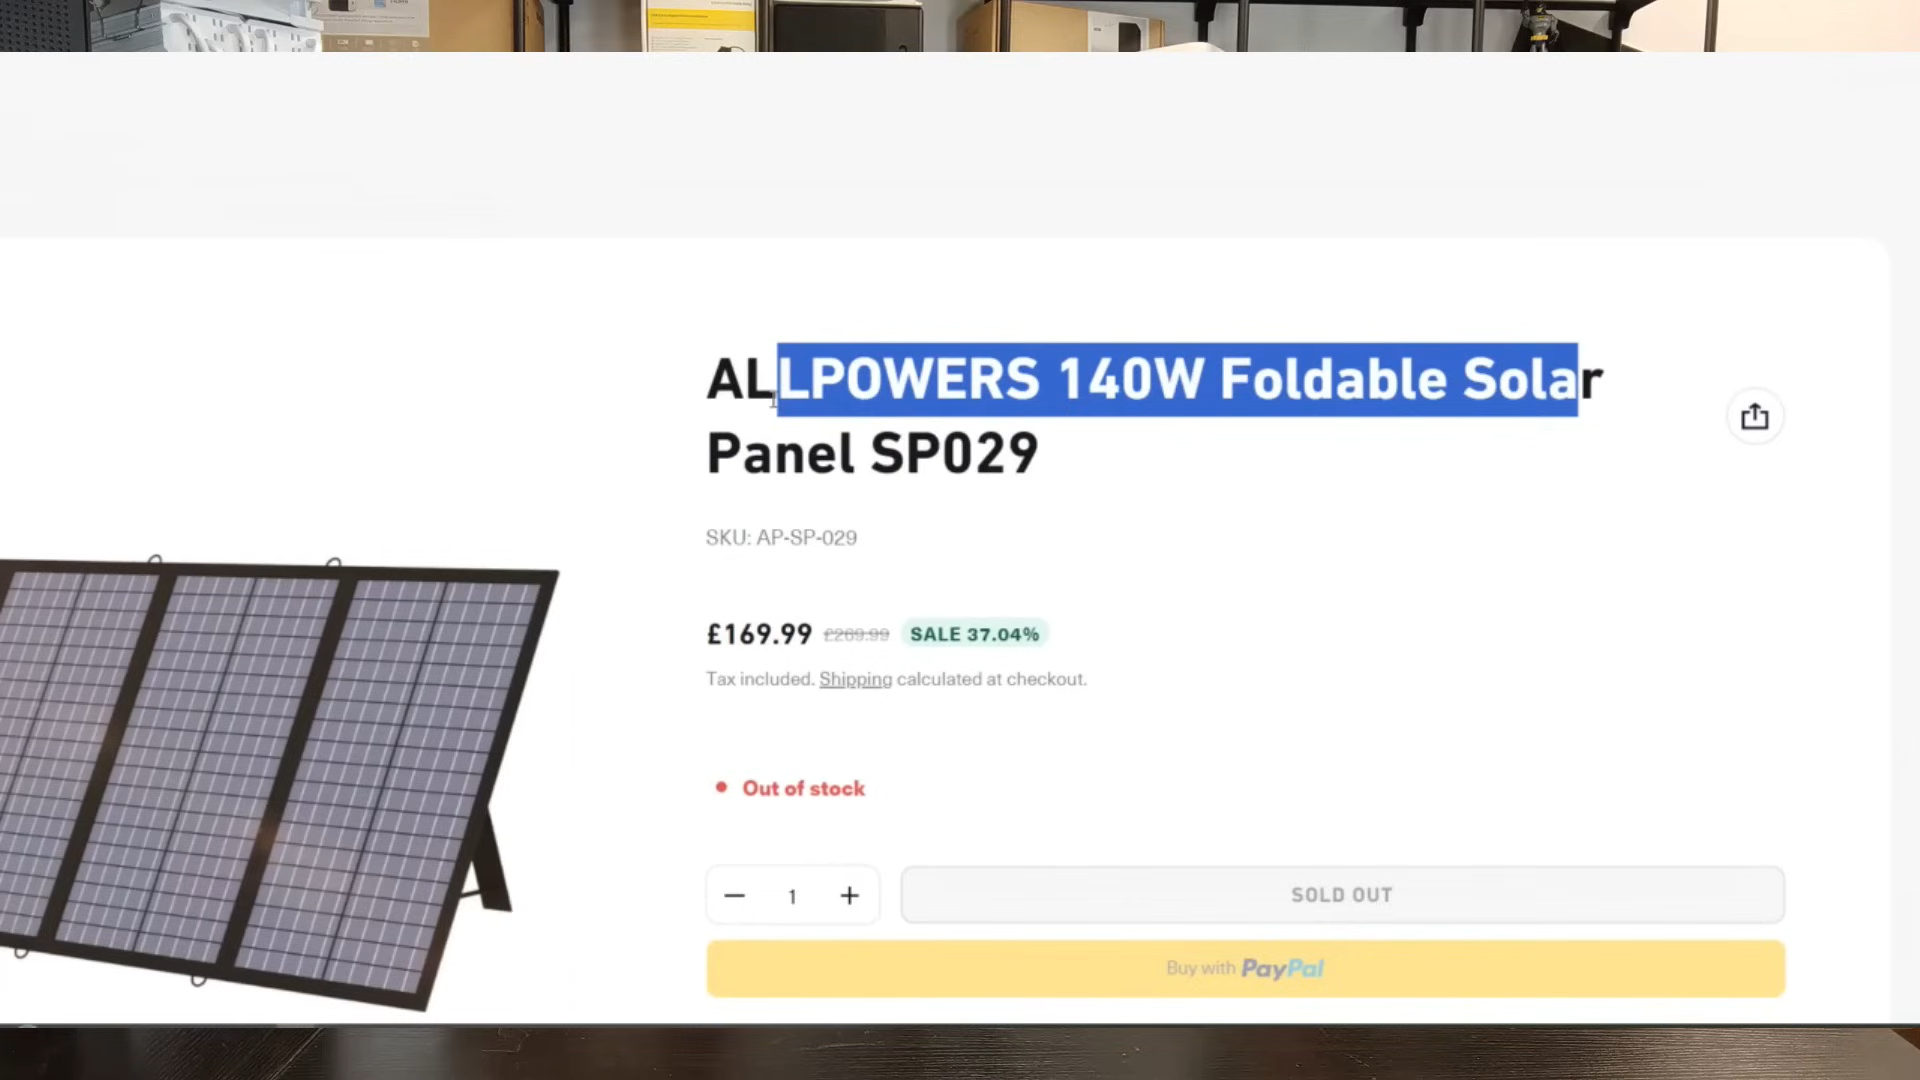 ALLPOWERS 140W Foldable Solar
Panel SP029
SKU: AP-SP-029
£169.99 £269.99 SALE 37.04%
Tax included. Shipping calculated at checkout.
Out of stock
1
SOLD OUT
Buy with PayPal